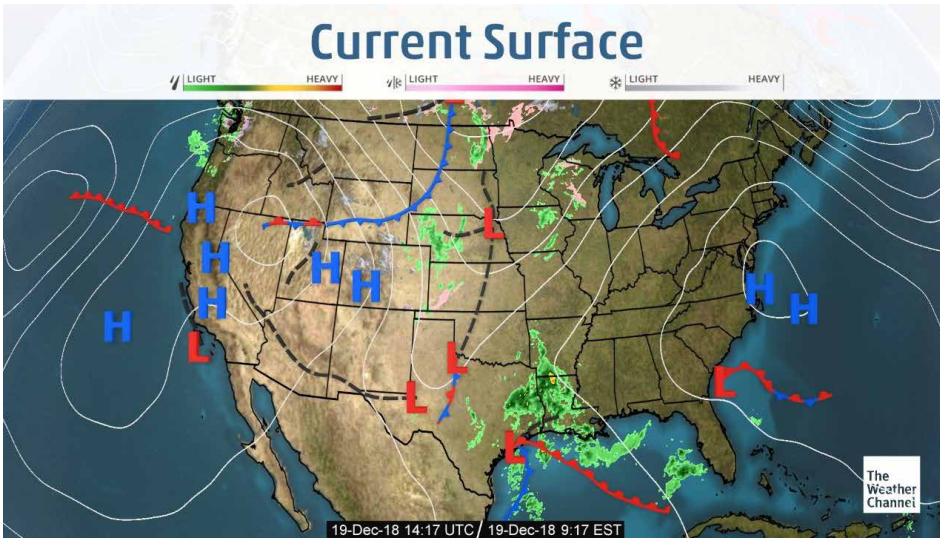 Current Surface
LIGHT HEAVY LIGHT HEAVY LIGHT HEAVY
L
L
H
L
H
H
H
H
H
H
H
L
L
L
L
L
The
Weather
Channel
19-Dec-18 14:17 UTC / 19-Dec-18 9:17 EST